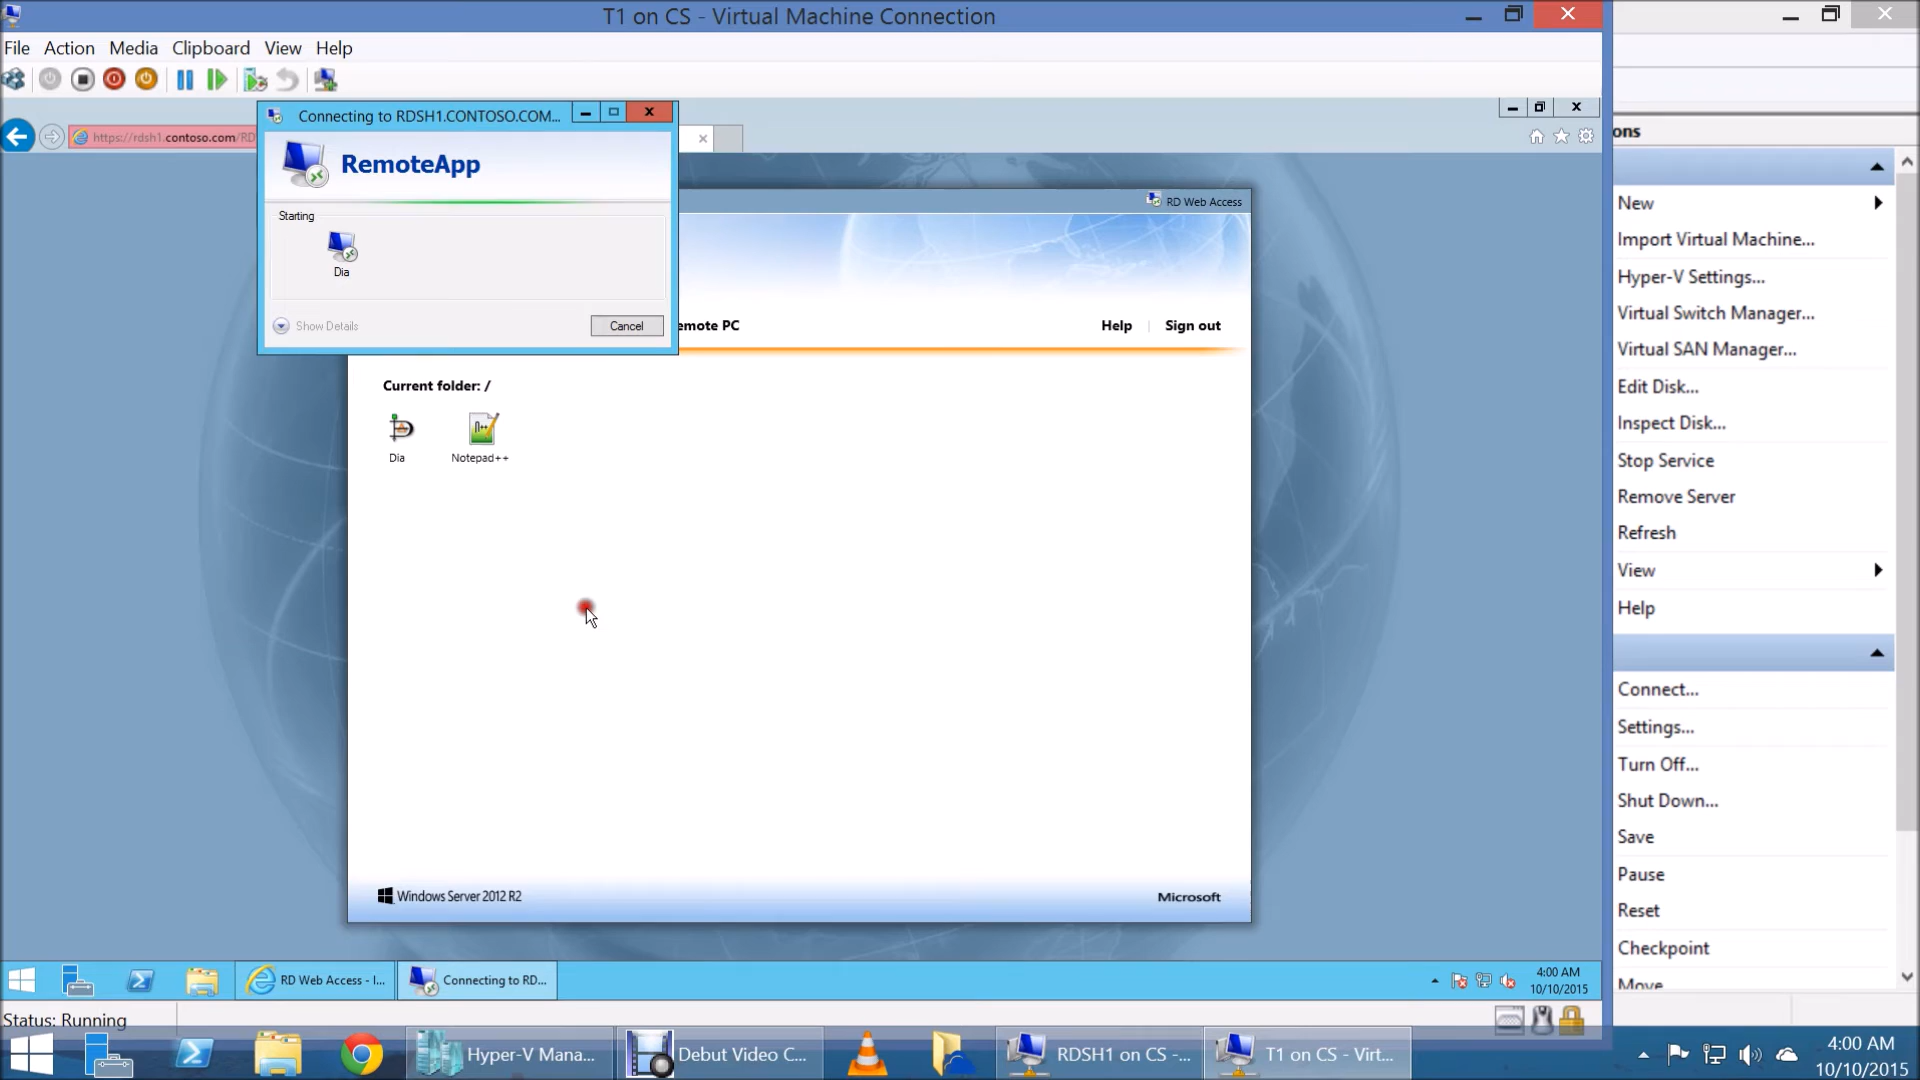 T1 on CS - Virtual Machine Connection
File Action Media Clipboard View Help
Connecting to RDSH1.CONTOSO.COM...
https://rdsh1.contoso.com/RD
RemoteApp
Starting
Dia
Show Details
Cancel
RD Web Access
emote PC
Help
Sign out
Current folder: /
Dia
Notepad++
Windows Server 2012 R2
Microsoft
RD Web Access - I...
Connecting to RD...
4:00 AM
10/10/2015
Status: Running
ons
New
Import Virtual Machine...
Hyper-V Settings...
Virtual Switch Manager...
Virtual SAN Manager...
Edit Disk...
Inspect Disk...
Stop Service
Remove Server
Refresh
View
Help
Connect...
Settings...
Turn Off...
Shut Down...
Save
Pause
Reset
Checkpoint
Move
Hyper-V Mana...
Debut Video C...
RDSH1 on CS -...
T1 on CS - Virt...
4:00 AM
10/10/2015